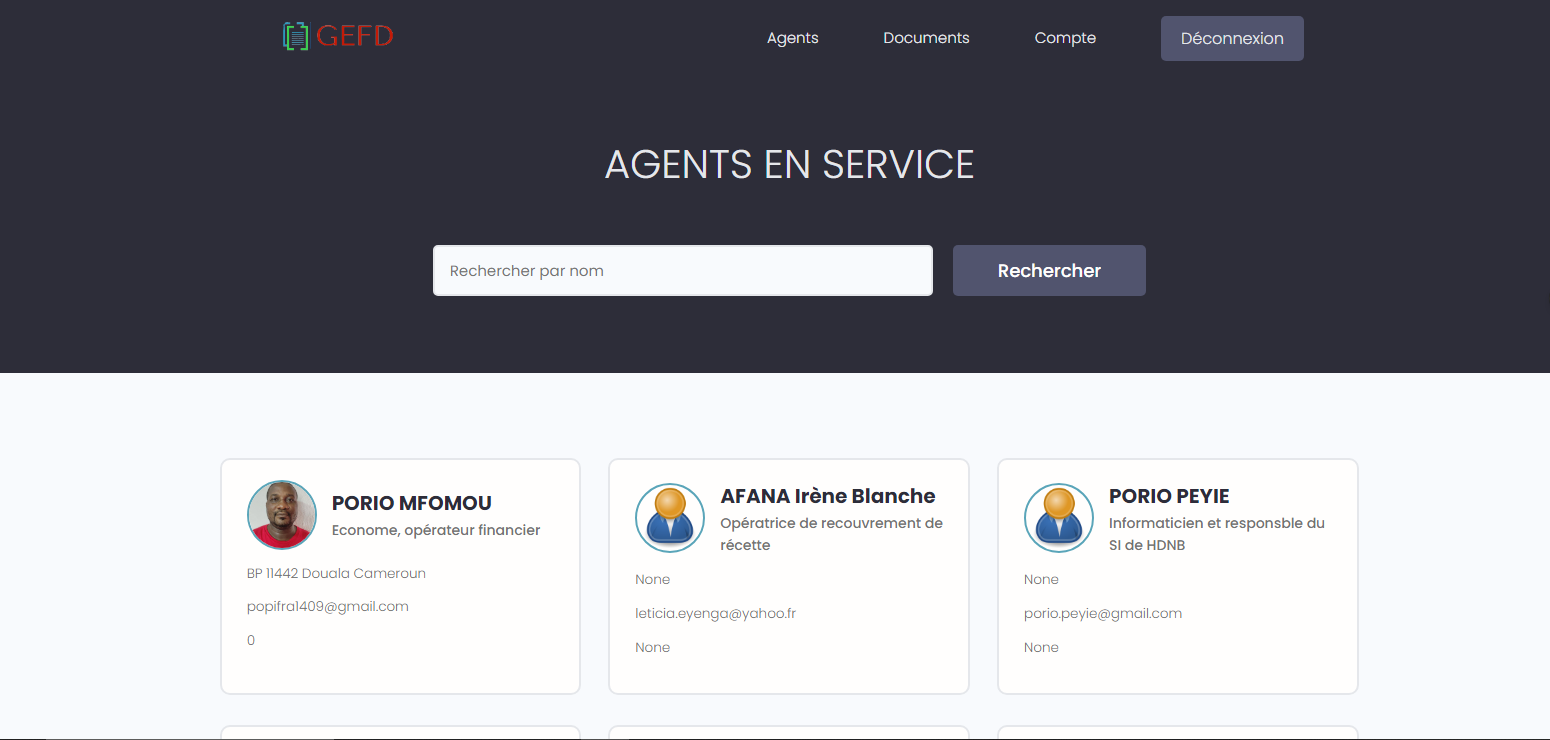 GEFD
Agents
Documents
Compte
Déconnexion
AGENTS EN SERVICE
Rechercher par nom
Rechercher
PORIO MFOMOU
Econome, opérateur financier
BP 11442 Douala Cameroun
popifra1409@gmail.com
0
AFANA Irène Blanche
Opératrice de recouvrement de
récette
None
leticia.eyenga@yahoo.fr
None
PORIO PEYIE
Informaticien et responsble du
SI de HDNB
None
porio.peyie@gmail.com
None